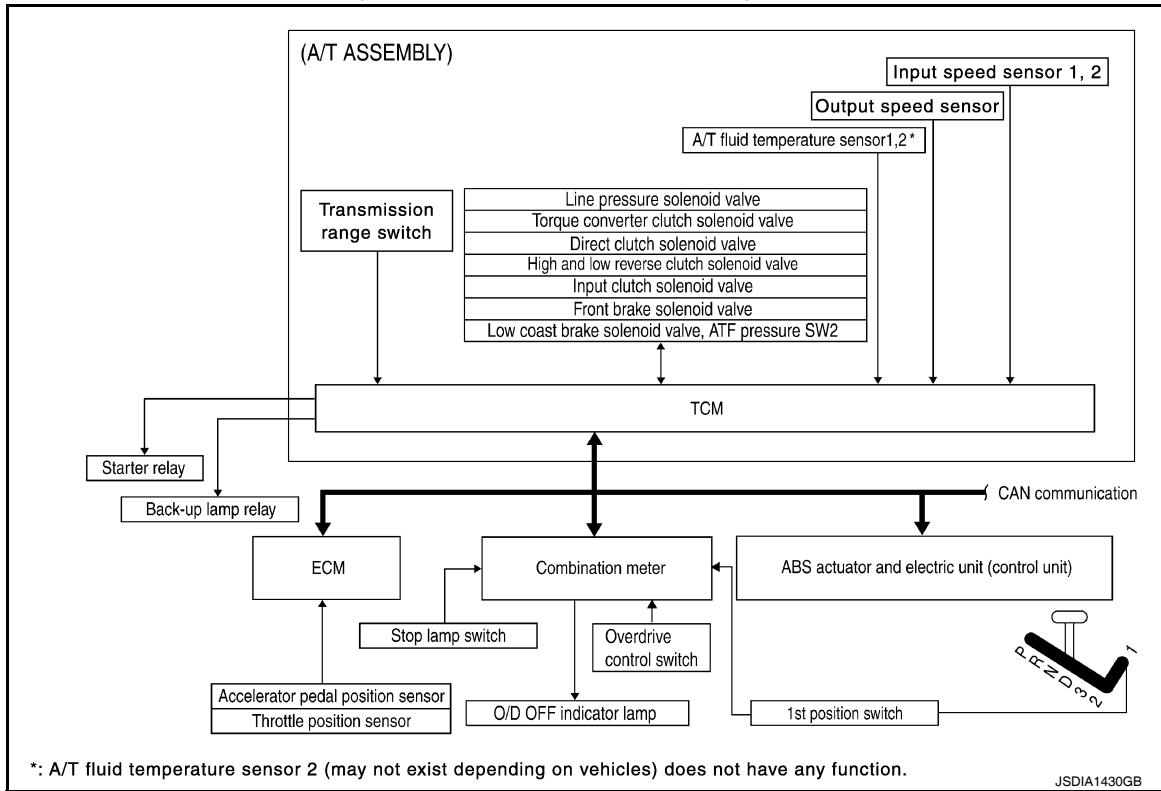 (A/T ASSEMBLY)
Input speed sensor 1, 2
Output speed sensor
A/T fluid temperature sensor1,2*
Transmission
range switch
Line pressure solenoid valve
Torque converter clutch solenoid valve
Direct clutch solenoid valve
High and low reverse clutch solenoid valve
Input clutch solenoid valve
Front brake solenoid valve
Low coast brake solenoid valve, ATF pressure SW2
TCM
Starter relay
Back-up lamp relay
CAN communication
ECM
Combination meter
ABS actuator and electric unit (control unit)
Stop lamp switch
Overdrive
control switch
Accelerator pedal position sensor
Throttle position sensor
O/D OFF indicator lamp
1st position switch
P R N D 3 2 1
*: A/T fluid temperature sensor 2 (may not exist depending on vehicles) does not have any function.
JSDIA1430GB